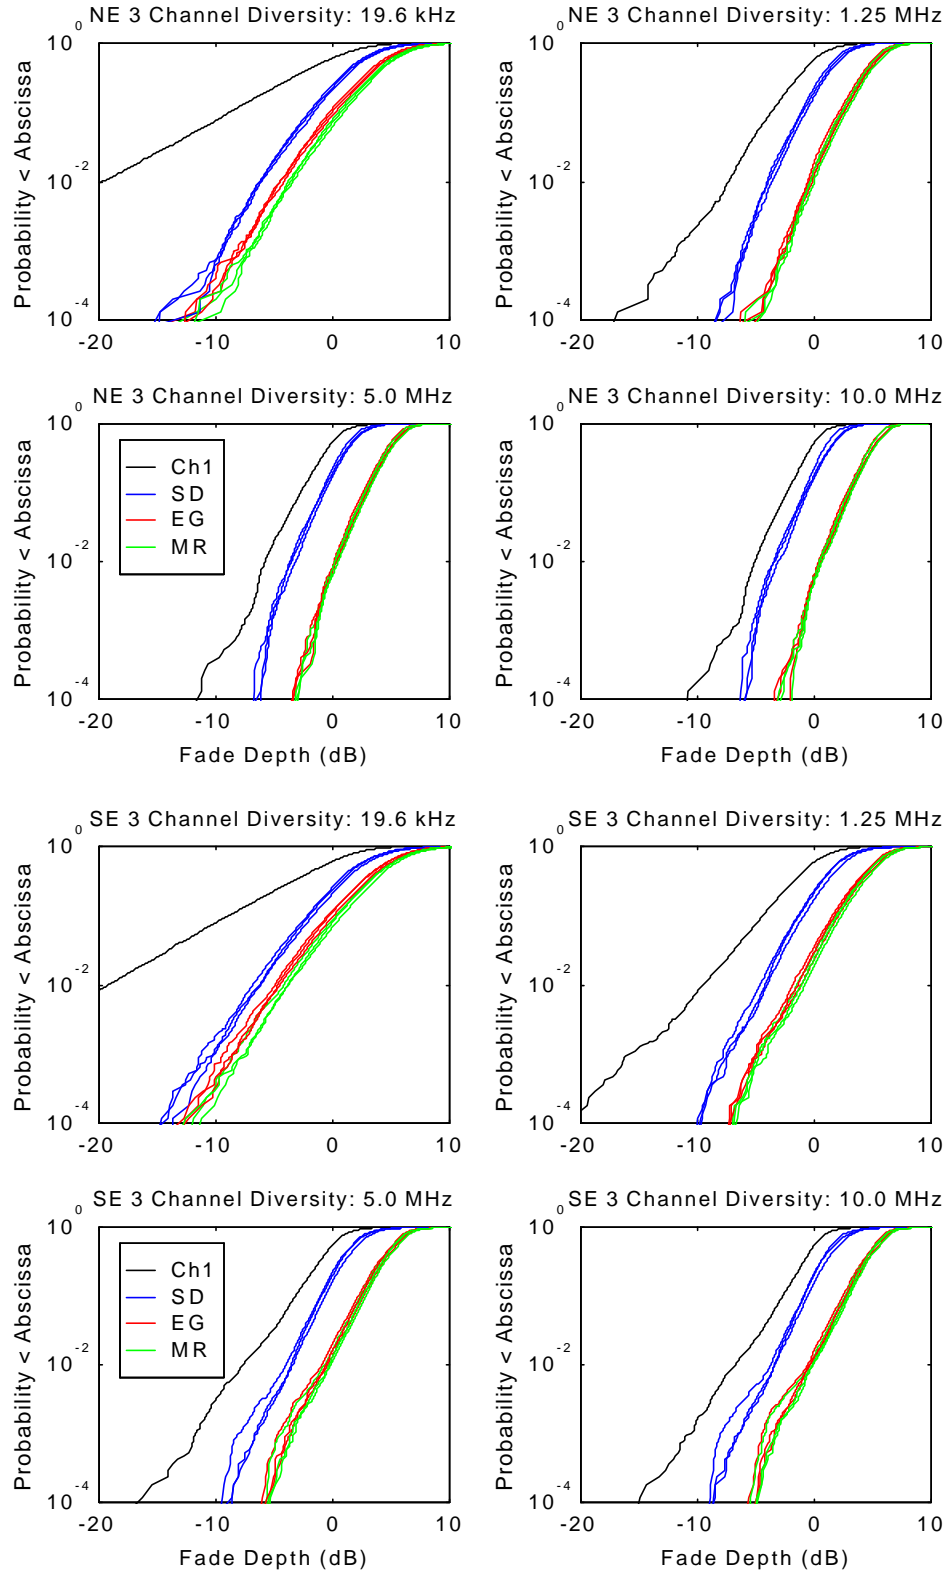 NE 3 Channel Diversity: 19.6 kHz
10 0
10 -2
10 -4
Probability < Abscissa
-20 -10 0 10
NE 3 Channel Diversity: 1.25 MHz
10 0
10 -2
10 -4
Probability < Abscissa
-20 -10 0 10
NE 3 Channel Diversity: 5.0 MHz
10 0
10 -2
10 -4
Probability < Abscissa
Ch1
SD
EG
MR
-20 -10 0 10
Fade Depth (dB)
NE 3 Channel Diversity: 10.0 MHz
10 0
10 -2
10 -4
Probability < Abscissa
-20 -10 0 10
Fade Depth (dB)
SE 3 Channel Diversity: 19.6 kHz
10 0
10 -2
10 -4
Probability < Abscissa
-20 -10 0 10
SE 3 Channel Diversity: 1.25 MHz
10 0
10 -2
10 -4
Probability < Abscissa
-20 -10 0 10
SE 3 Channel Diversity: 5.0 MHz
10 0
10 -2
10 -4
Probability < Abscissa
Ch1
SD
EG
MR
-20 -10 0 10
Fade Depth (dB)
SE 3 Channel Diversity: 10.0 MHz
10 0
10 -2
10 -4
Probability < Abscissa
-20 -10 0 10
Fade Depth (dB)